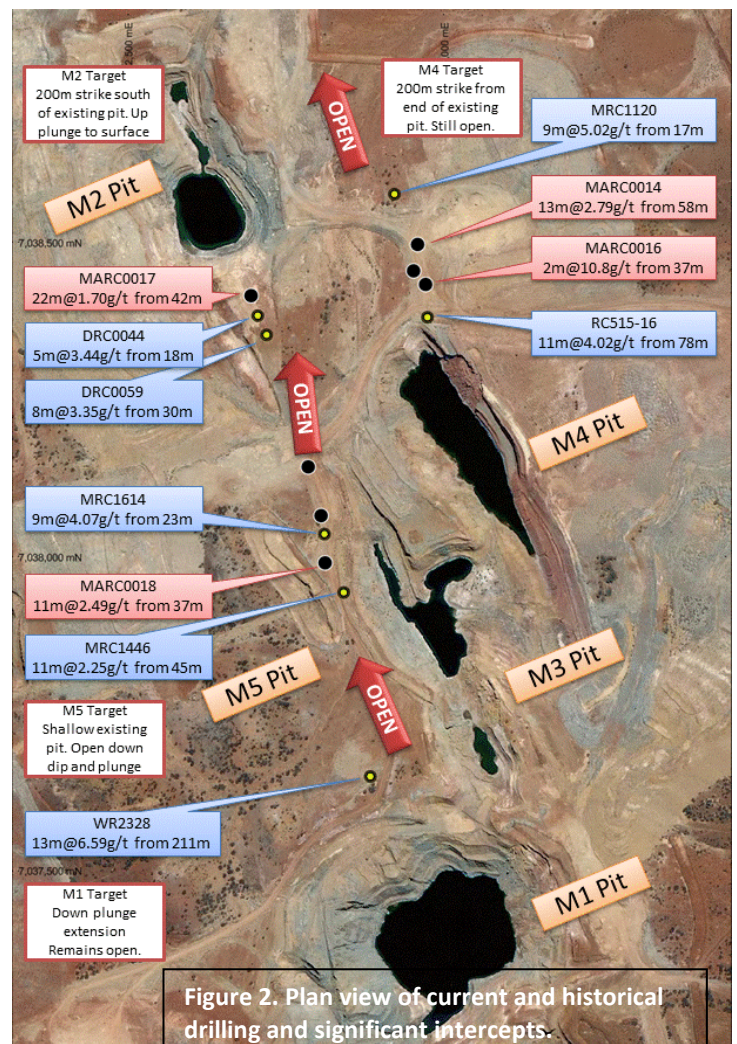 ,500 mE
,000 mE
M2 Target
200m strike south
of existing pit. Up
plunge to surface
M4 Target
200m strike from
end of existing
pit. Still open.
OPEN
MRC1120
9m@5.02g/t from 17m
M2 Pit
MARC0014
13m@2.79g/t from 58m
7,038,500 mN
MARC0016
2m@10.8g/t from 37m
MARC0017
22m@1.70g/t from 42m
DRC0044
5m@3.44g/t from 18m
RC515-16
11m@4.02g/t from 78m
DRC0059
8m@3.35g/t from 30m
OPEN
M4 Pit
MRC1614
9m@4.07g/t from 23m
7,038,000 mN
MARC0018
11m@2.49g/t from 37m
MRC1446
11m@2.25g/t from 45m
M5 Pit
M3 Pit
OPEN
M5 Target
Shallow existing
pit. Open down
dip and plunge
WR2328
13m@6.59g/t from 211m
7,037,500 mN
M1 Target
Down plunge
extension
Remains open.
M1 Pit
Figure 2. Plan view of current and historical
drilling and significant intercepts.